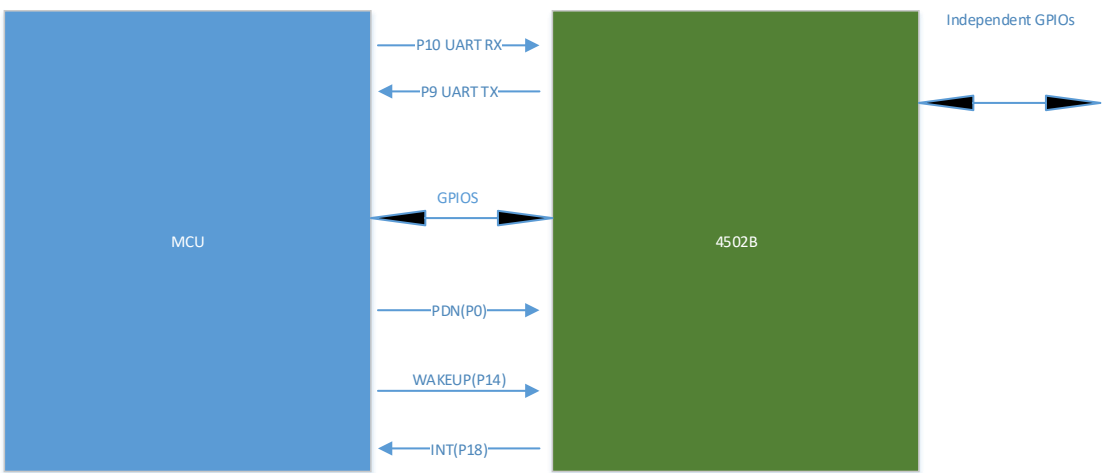 Independent GPIOs
P10 UART RX
P9 UART TX
GPIOS
MCU
4502B
PDN(P0)
WAKEUP(P14)
INT(P18)